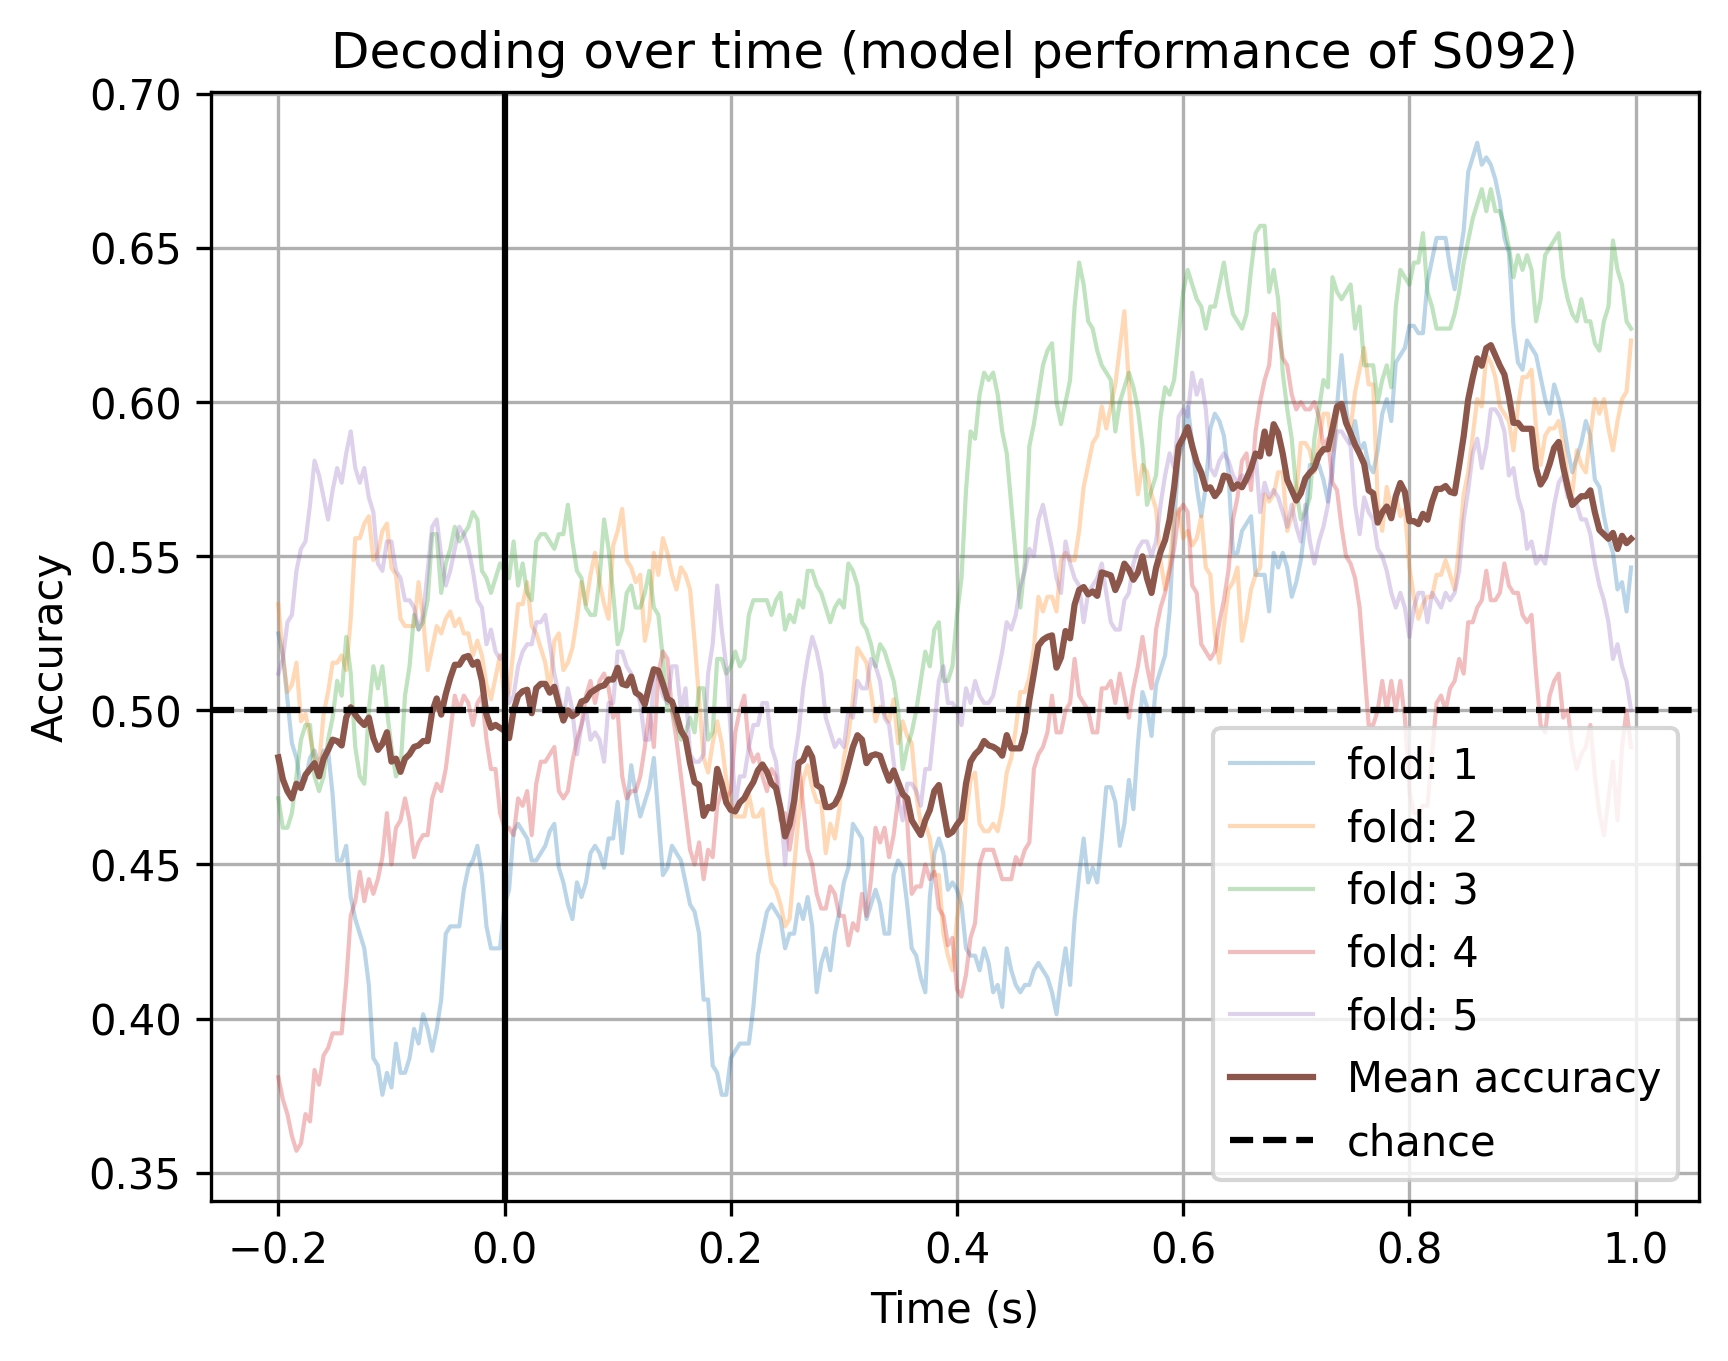 Decoding over time (model performance of S092)
0.70
0.65
0.60
0.55
0.50
0.45
0.40
0.35
Accuracy
−0.2 0.0 0.2 0.4 0.6 0.8 1.0
Time (s)
fold: 1
fold: 2
fold: 3
fold: 4
fold: 5
Mean accuracy
chance